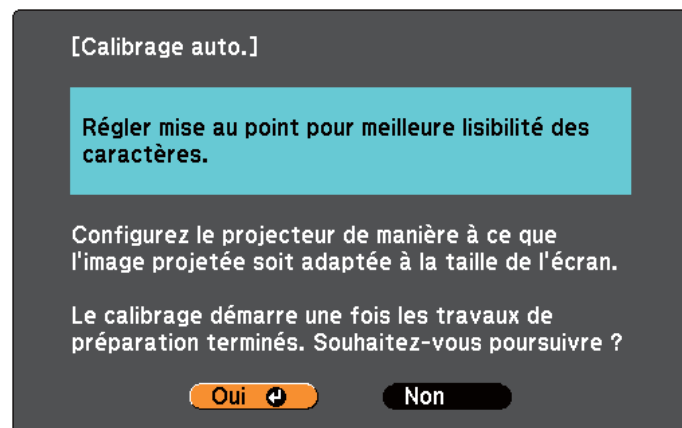 [Calibrage auto.]
Régler mise au point pour meilleure lisibilité des
caractères.
Configurez le projecteur de manière à ce que
l'image projetée soit adaptée à la taille de l'écran.
Le calibrage démarre une fois les travaux de
préparation terminés. Souhaitez-vous poursuivre ?
Oui Non